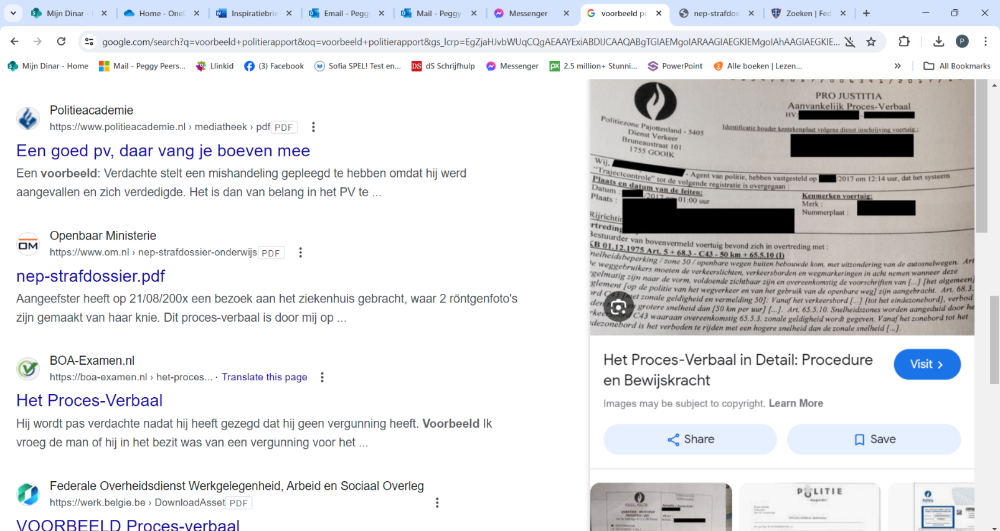 Mijn Dinar -
Home - One
Inspiratiebrie
Email - Peggy
Mail - Peggy
Messenger
voorbeeld po
nep-strafdos
Zoeken | Fed
google.com/search?q=voorbeeld+politierapport&oq=voorbeeld+politierapport&gs_lcrp=EgZjaHJvbWUqCQgAEAAYExiABDIJCAAQABgTGIAEMgoIARAAGIAEGKIEMgoIAhAAGIAEGKIE...
P
Mijn Dinar - Home
Mail - Peggy Peers...
Llinkid
(3) Facebook
Sofia SPEL! Test en...
DS
dS Schrijfhulp
Messenger
px
2.5 million+ Stunni...
PowerPoint
Alle boeken | Lezen...
»
All Bookmarks
Politieacademie
https://www.politieacademie.nl › mediatheek › pdf PDF
Een goed pv, daar vang je boeven mee
Een voorbeeld: Verdachte stelt een mishandeling gepleegd te hebben omdat hij werd
aangevallen en zich verdedigde. Het is dan van belang in het PV te ...
OM
Openbaar Ministerie
https://www.om.nl › nep-strafdossier-onderwijs PDF
nep-strafdossier.pdf
Aangeefster heeft op 21/08/200x een bezoek aan het ziekenhuis gebracht, waar 2 röntgenfoto's
zijn gemaakt van haar knie. Dit proces-verbaal is door mij op ...
BOA-Examen.nl
https://boa-examen.nl › het-proces... · Translate this page
Het Proces-Verbaal
Hij wordt pas verdachte nadat hij heeft gezegd dat hij geen vergunning heeft. Voorbeeld Ik
vroeg de man of hij in het bezit was van een vergunning voor het ...
Federale Overheidsdienst Werkgelegenheid, Arbeid en Sociaal Overleg
https://werk.belgie.be › DownloadAsset PDF
VOORBEELD Proces-verbaal
PRO JUSTITIA
Aanvankelijk Proces-Verbaal
HV.
Politiezone Pajottenland - 5405
Dienst Verkeer
Bruneaustraat 101
1755 GOOIK
Identificatie houder kentekenplaat volgens dienst inschrijving voertuig :
Wij,
- Agent van politie, hebben vastgesteld op /2017 om 12:14 uur, dat het systeem
"Trajectcontrole" tot de volgende registratie is overgegaan :
Plaats en datum van de feiten:
Datum : /2017 01:00 uur
Plaats :
Kenmerken voertuig:
Merk :
Nummerplaat :
Rijrichtin
rtreding
Bestuurder van bovenvermeld voertuig bevond zich in overtreding met :
KB 01.12.1975 Art. 5 + 68.3 - C43 - 50 km + 65.5.10 (I)
nelheidsbeperking / zone 50 / openbare wegen buiten bebouwde kom, met uitzondering van de autosnelwegen. Art
e weggebruikers moeten de verkeerslichten, verkeersborden en wegmarkeringen in acht nemen wanneer deze
gelmatig zijn naar de vorm, voldoende zichtbaar zijn en overeenkomstig de voorschriften van [...] [het algemeen]
glement [op de politie van het wegverkeer en van het gebruik van de openbare weg] zijn aangebracht. Art. 68.3.
ord C43 [met zonale geldigheid en vermelding 50]: Vanaf het verkeersbord [...] [tot het eindezonebord], verbod
den en grotere snelheid dan [50 km per uur] [...]. Art. 65.5.10. Snelheidszones worden aangeduid door he
rkeer C43 waaraan overeenkomstig 65.5.3. zonale geldigheid wordt gegeven. Vanaf het zonebord tot het
dezonebord is het verboden te rijden met een hogere snelheid dan de zonale snelheid [...].
Het Proces-Verbaal in Detail: Procedure
en Bewijskracht
Visit
Images may be subject to copyright. Learn More
Share
Save
POLITIE
Politie